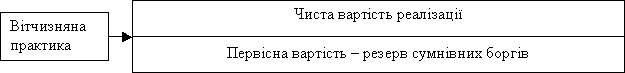 Вітчизняна
практика
Чиста вартість реалізації
Первісна вартість – резерв сумнівних боргів